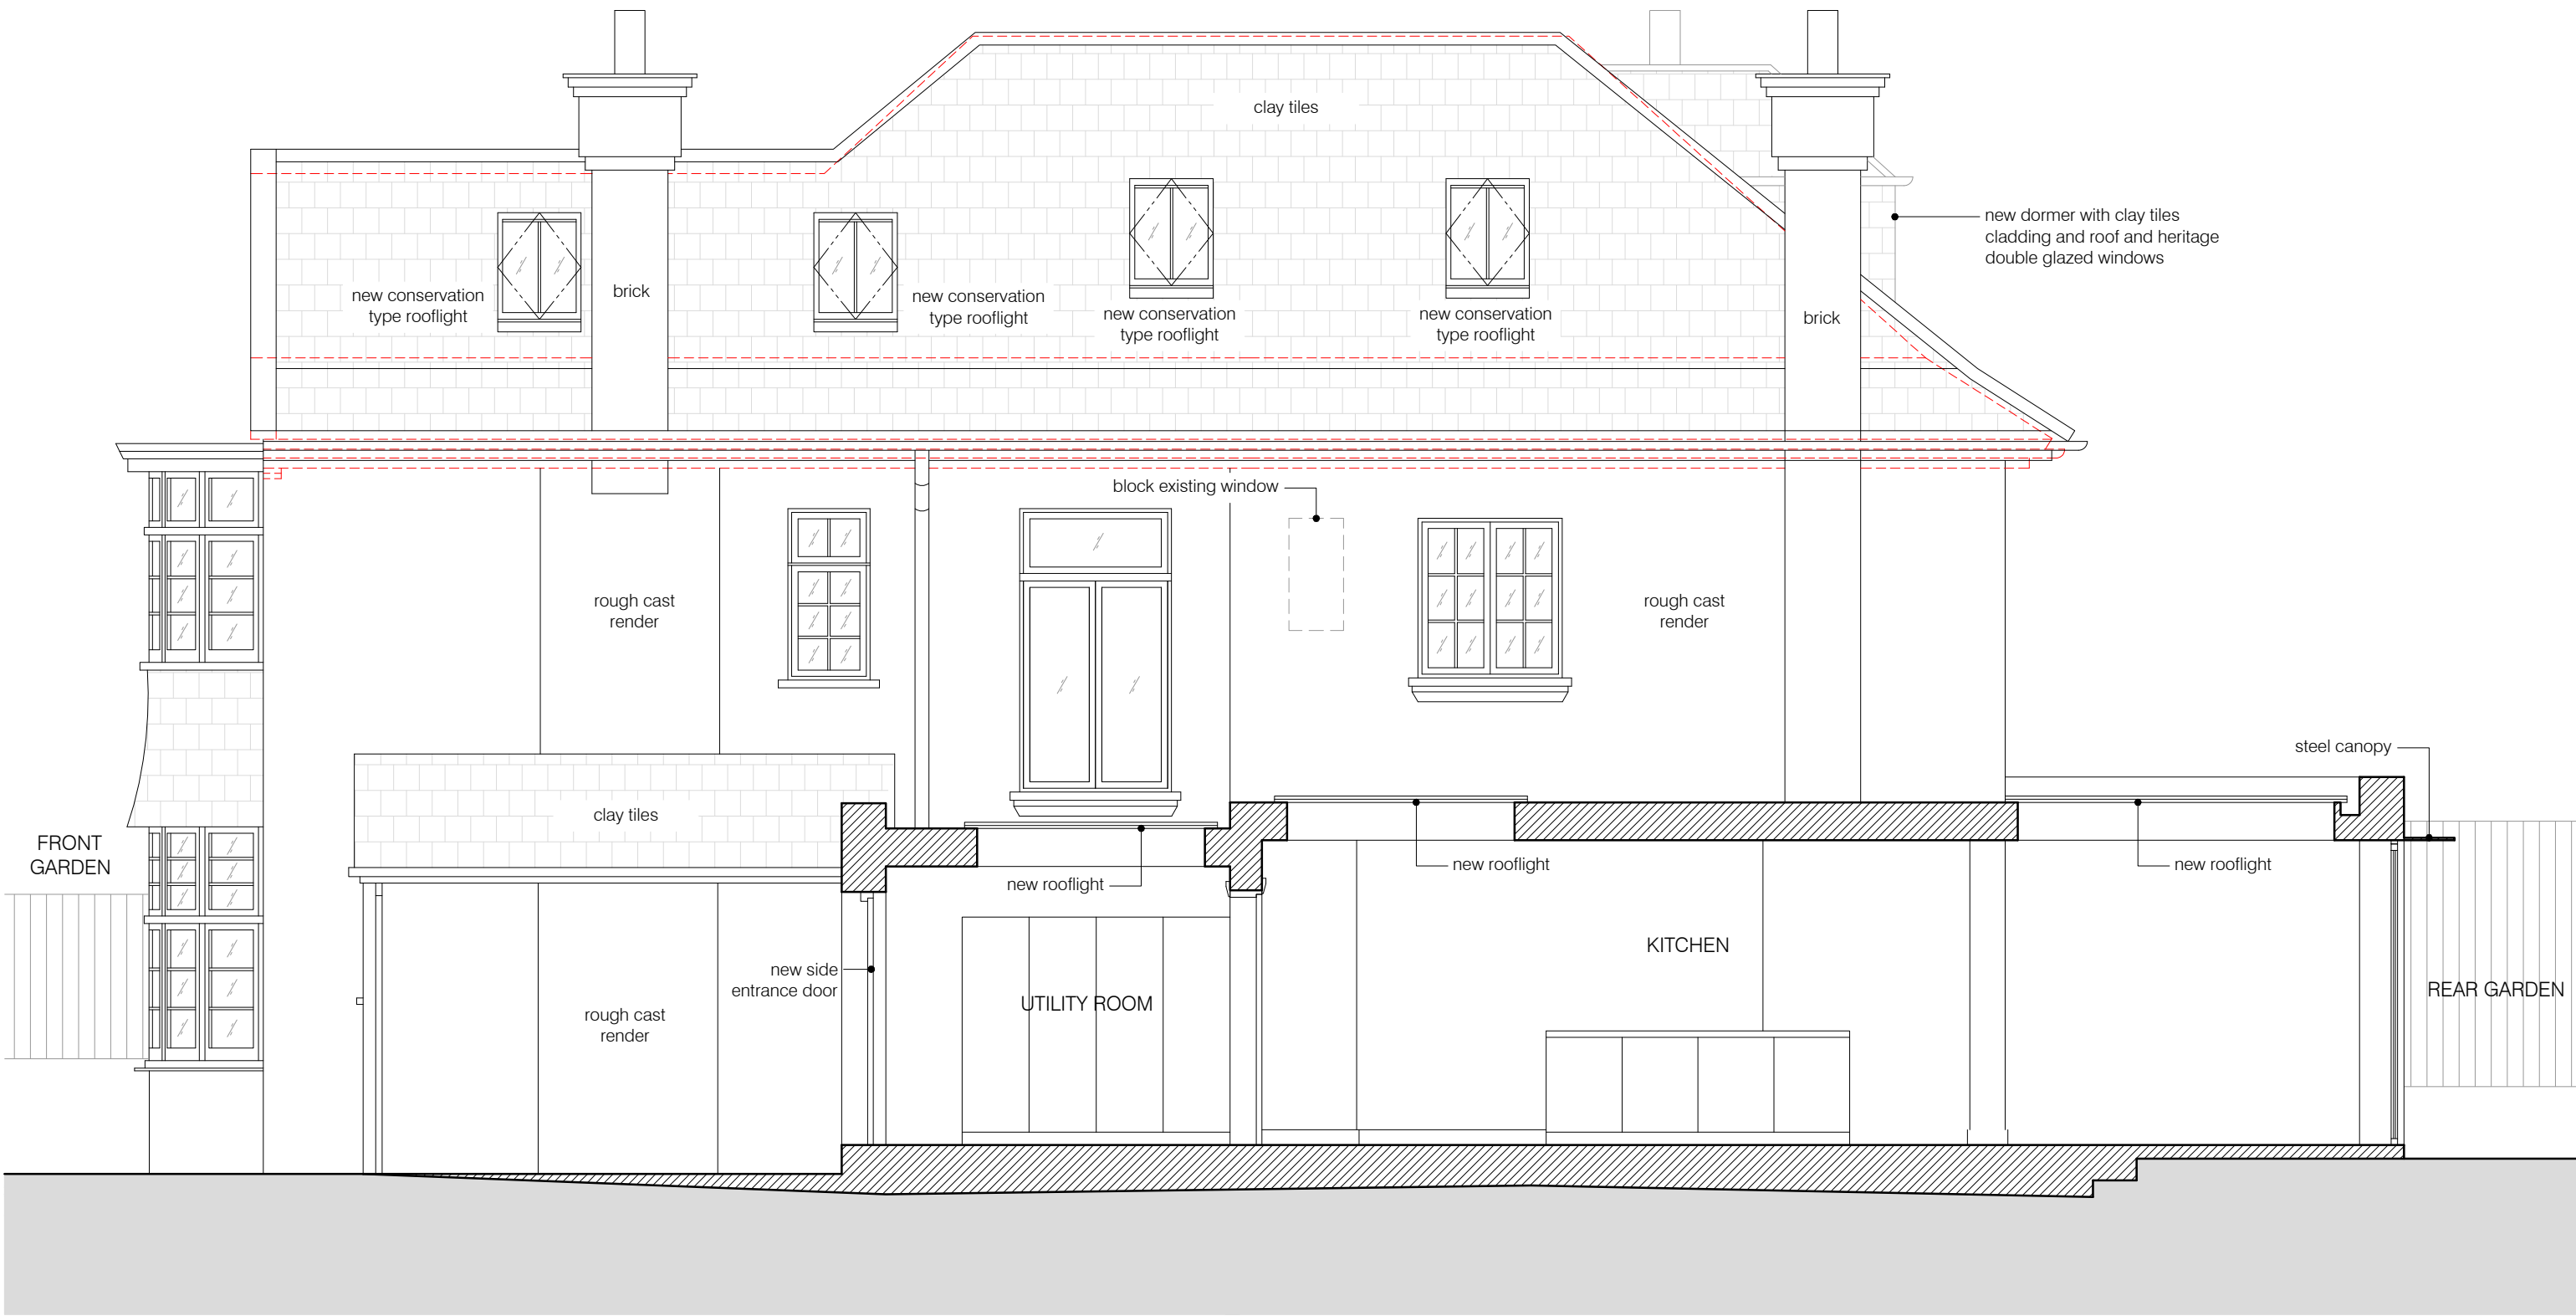 clay tiles
new dormer with clay tiles
cladding and roof and heritage
double glazed windows
new conservation
type rooflight
brick
new conservation
type rooflight
new conservation
type rooflight
new conservation
type rooflight
brick
block existing window
rough cast
render
rough cast
render
steel canopy
clay tiles
FRONT
GARDEN
new rooflight
new rooflight
new rooflight
KITCHEN
new side
entrance door
UTILITY ROOM
REAR GARDEN
rough cast
render